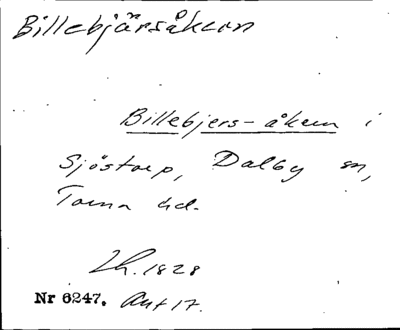 Billebjärsåkern
Billebjers-åkern i
Sjöstorp, Dalby sn,
Torna hd.
Lh. 1828
Nr 6247. Akt 17.